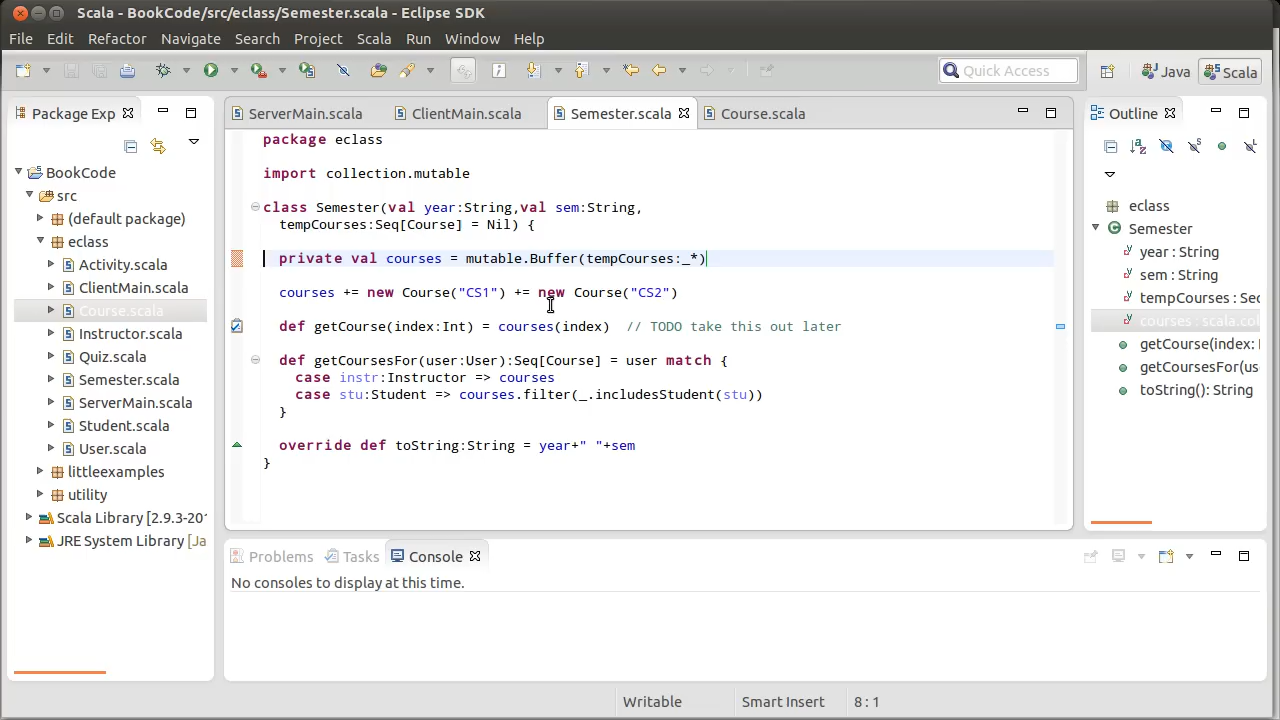 Scala - BookCode/src/eclass/Semester.scala - Eclipse SDK
File Edit Refactor Navigate Search Project Scala Run Window Help
Quick Access
Java
Scala
Package Exp
ServerMain.scala
ClientMain.scala
Semester.scala
Course.scala
Outline
BookCode
src
(default package)
eclass
Activity.scala
ClientMain.scala
Course.scala
Instructor.scala
Quiz.scala
Semester.scala
ServerMain.scala
Student.scala
User.scala
littleexamples
utility
Scala Library [2.9.3-20
JRE System Library [Ja
package eclass
import collection.mutable
class Semester(val year:String,val sem:String,
tempCourses:Seq[Course] = Nil) {
private val courses = mutable.Buffer(tempCourses:_*)
courses += new Course("CS1") += new Course("CS2")
def getCourse(index:Int) = courses(index)  // TODO take this out later
def getCoursesFor(user:User):Seq[Course] = user match {
case instr:Instructor => courses
case stu:Student => courses.filter(_.includesStudent(stu))
}
override def toString:String = year+" "+sem
}
eclass
Semester
year : String
sem : String
tempCourses : Sec
courses : scala.col
getCourse(index:
getCoursesFor(us
toString(): String
Problems
Tasks
Console
No consoles to display at this time.
Writable
Smart Insert
8 : 1